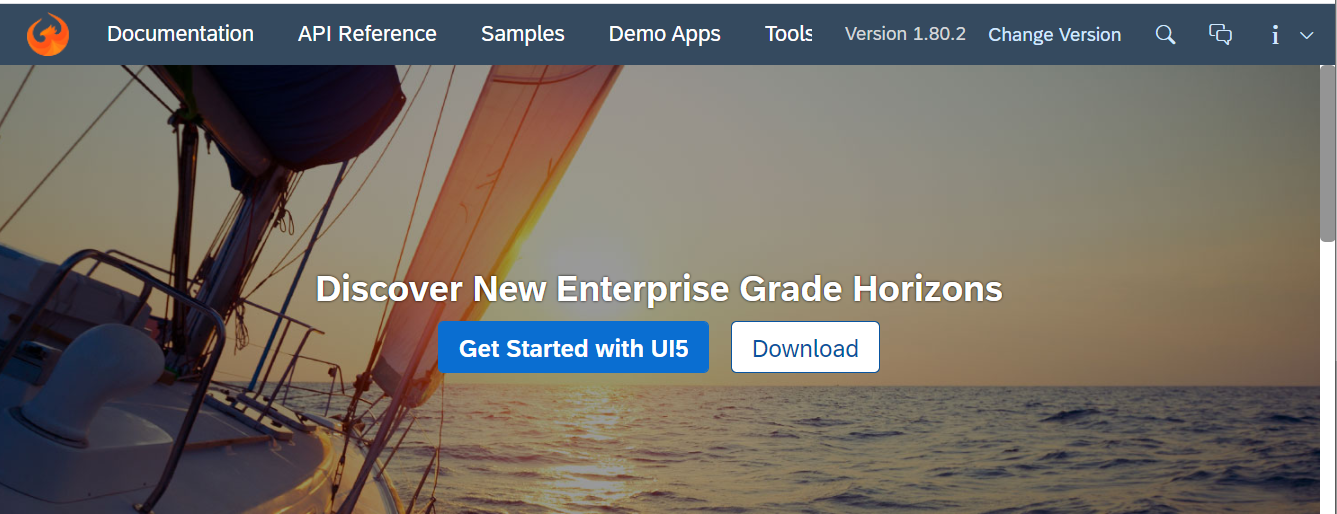 Documentation API Reference Samples Demo Apps Tools Version 1.80.2 Change Version
Discover New Enterprise Grade Horizons
Get Started with UI5 Download